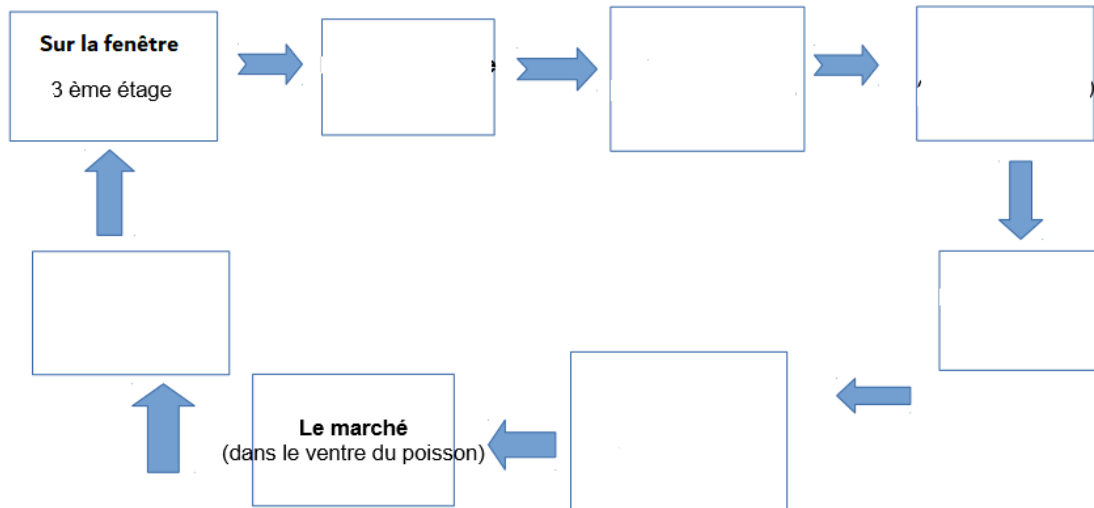 Sur la fenêtre
3 ème étage
e
)
Le marché
(dans le ventre du poisson)